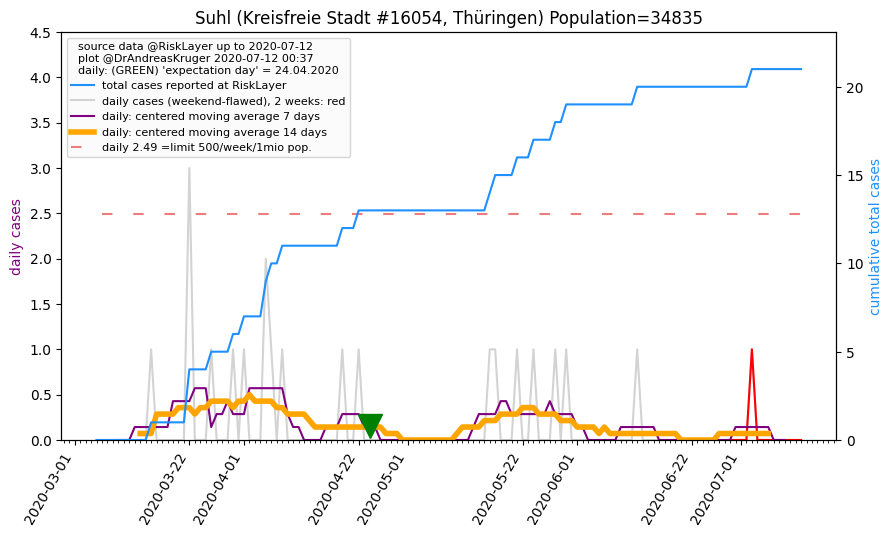 Suhl (Kreisfreie Stadt #16054, Thüringen) Population=34835
source data @RiskLayer up to 2020-07-12
plot @DrAndreasKruger 2020-07-12 00:37
daily: (GREEN) 'expectation day' = 24.04.2020
total cases reported at RiskLayer
daily cases (weekend-flawed), 2 weeks: red
daily: centered moving average 7 days
daily: centered moving average 14 days
daily 2.49 =limit 500/week/1mio pop.
daily cases
4.5
4.0
3.5
3.0
2.5
2.0
1.5
1.0
0.5
0.0
cumulative total cases
20
15
10
5
0
2020-03-01
2020-03-22
2020-04-01
2020-04-22
2020-05-01
2020-05-22
2020-06-01
2020-06-22
2020-07-01